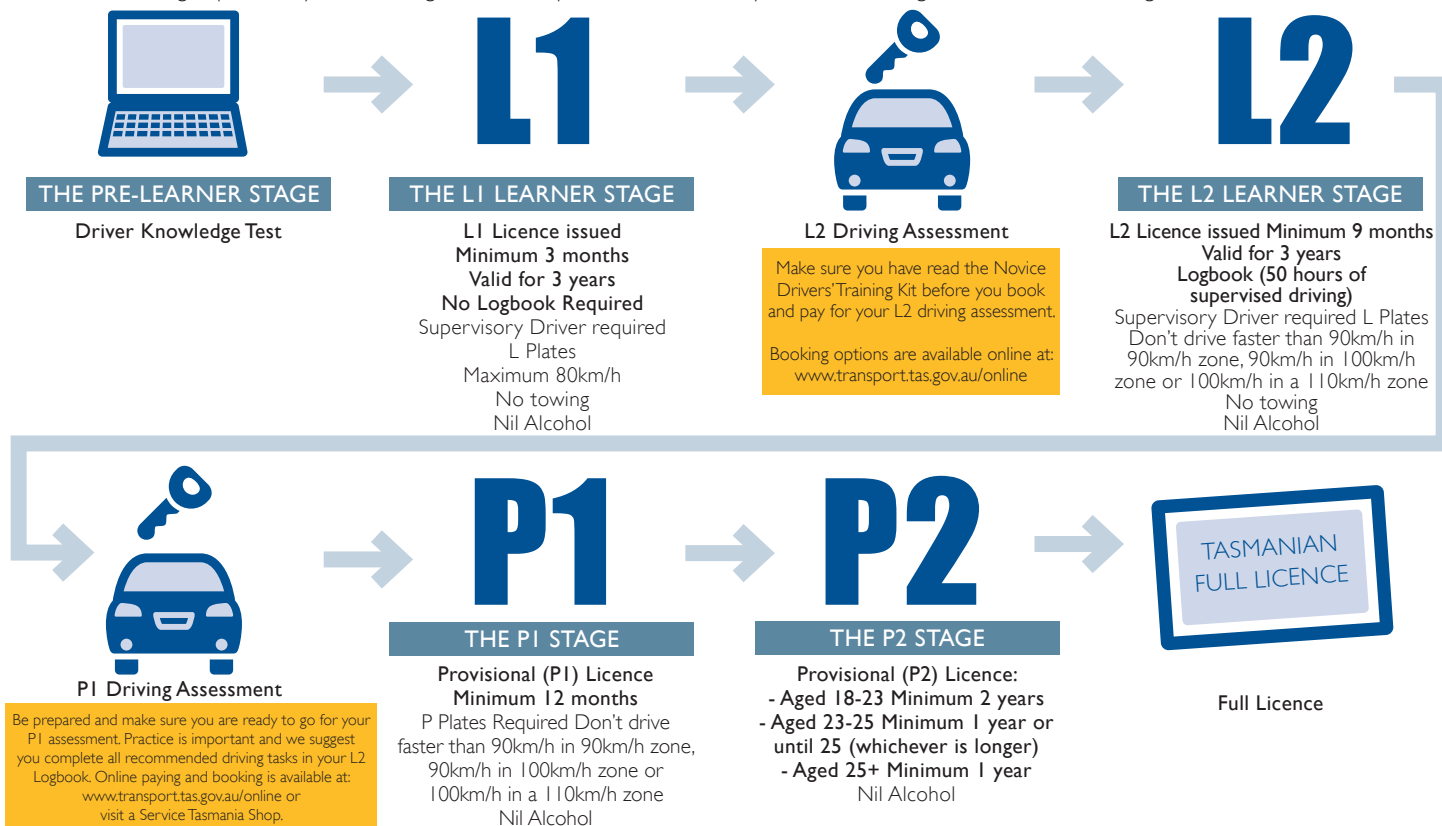 L1
L2
THE PRE-LEARNER STAGE
Driver Knowledge Test
THE L1 LEARNER STAGE
L1 Licence issued
Minimum 3 months
Valid for 3 years
No Logbook Required
Supervisory Driver required
L Plates
Maximum 80km/h
No towing
Nil Alcohol
L2 Driving Assessment
Make sure you have read the Novice
Drivers' Training Kit before you book
and pay for your L2 driving assessment.
Booking options are available online at:
www.transport.tas.gov.au/online
THE L2 LEARNER STAGE
L2 Licence issued Minimum 9 months
Valid for 3 years
Logbook (50 hours of
supervised driving)
Supervisory Driver required L Plates
Don't drive faster than 90km/h in
90km/h zone, 90km/h in 100km/h
zone or 100km/h in a 110km/h zone
No towing
Nil Alcohol
P1 Driving Assessment
Be prepared and make sure you are ready to go for your
P1 assessment. Practice is important and we suggest
you complete all recommended driving tasks in your L2
Logbook. Online paying and booking is available at:
www.transport.tas.gov.au/online or
visit a Service Tasmania Shop.
P1
THE P1 STAGE
Provisional (P1) Licence
Minimum 12 months
P Plates Required Don't drive
faster than 90km/h in 90km/h zone,
90km/h in 100km/h zone or
100km/h in a 110km/h zone
Nil Alcohol
P2
THE P2 STAGE
Provisional (P2) Licence:
- Aged 18-23 Minimum 2 years
- Aged 23-25 Minimum 1 year or
until 25 (whichever is longer)
- Aged 25+ Minimum 1 year
Nil Alcohol
TASMANIAN
FULL LICENCE
Full Licence